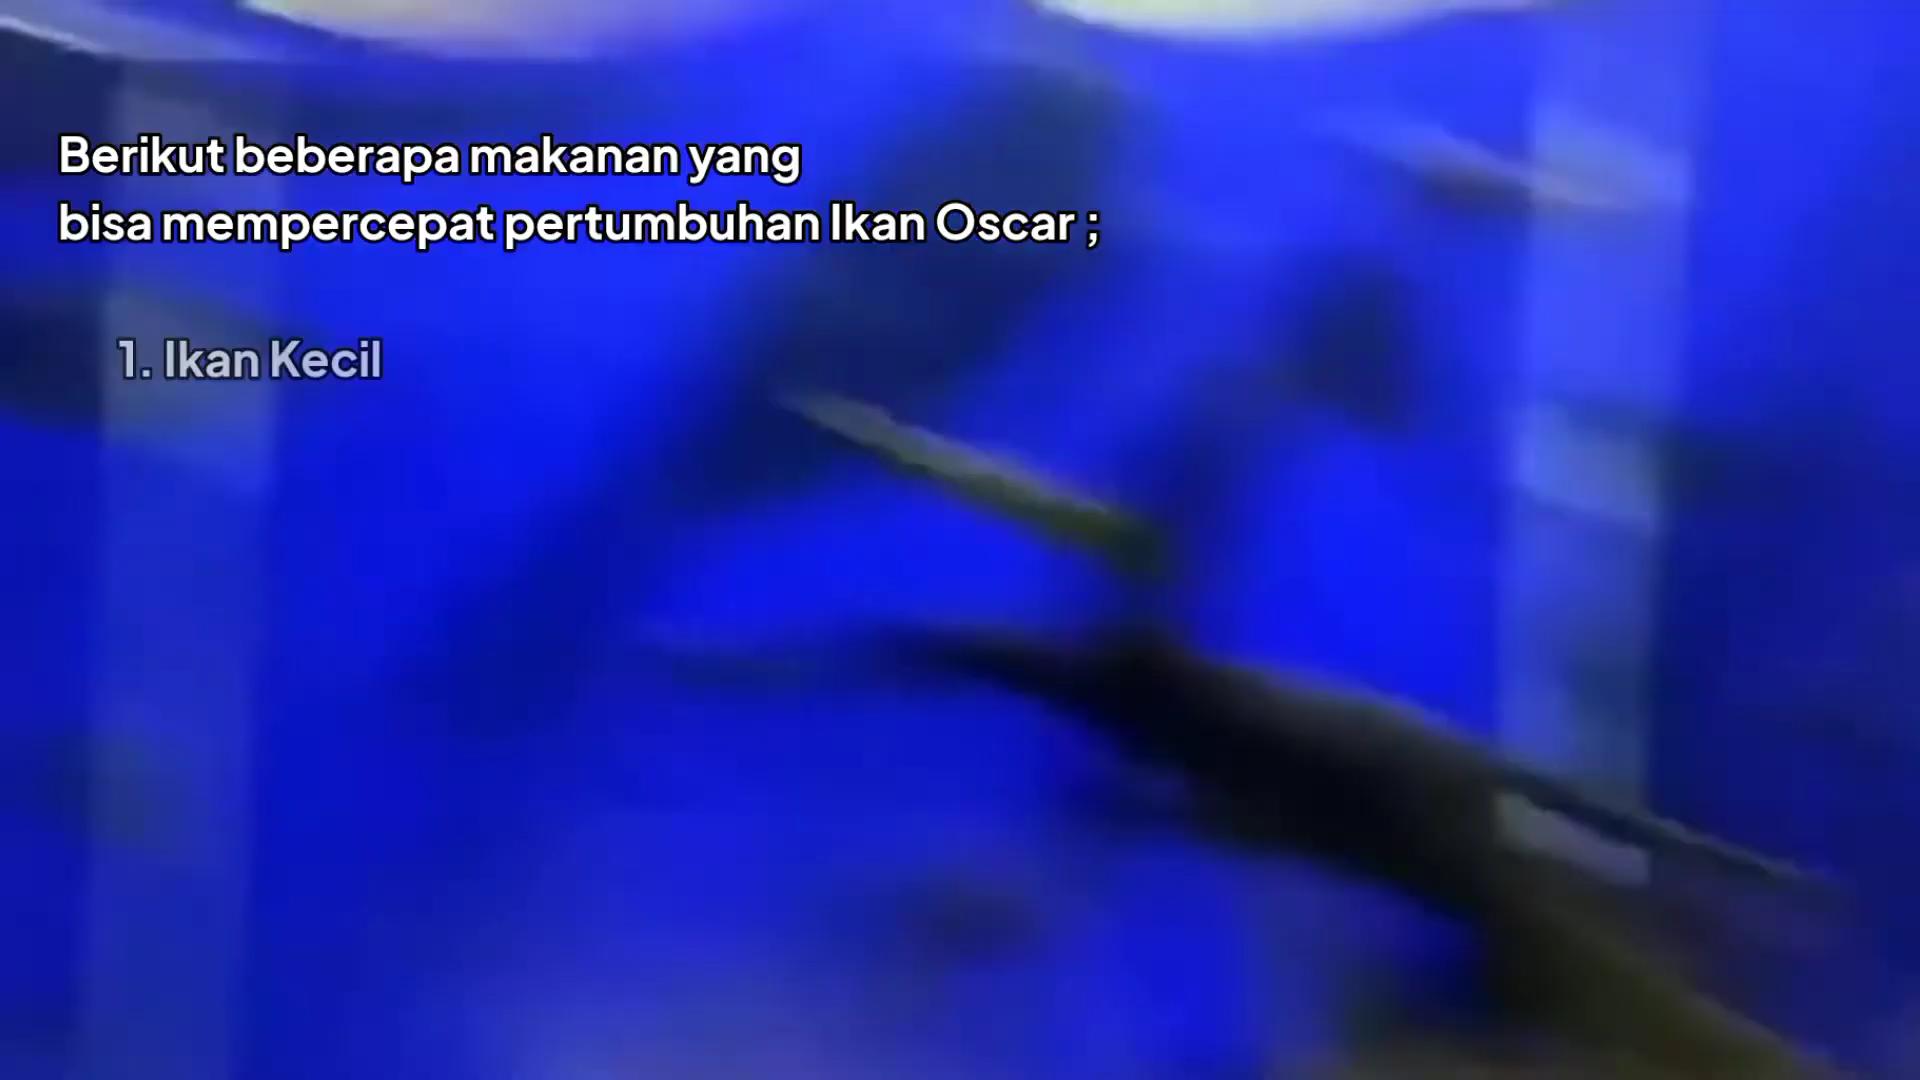 Berikut beberapa makanan yang
bisa mempercepat pertumbuhan Ikan Oscar ;
1. Ikan Kecil